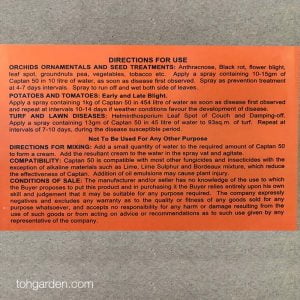 DIRECTIONS FOR USE
ORCHIDS ORNAMENTALS AND SEED TREATMENTS: Anthracnose, Black rot, flower blight,
leaf spot, groundnuts pea, vegetables, tobacco etc. Apply a spray containing 10-15gm of
Captan 50 in 10 litres of water, as soon as disease first observed. Spray as prevention treatment
at 4-7 days intervals. Spray to run off and wet both side of leaves.
POTATOES AND TOMATOES: Early and Late Blight.
Apply a spray containing 1kg of Captan 50 in 454 litre of water as soon as disease first observed
and repeat at intervals 10-14 days if weather conditions favour the development of disease.
TURF AND LAWN DISEASES: Helminthosporium Leaf Spot of Couch and Damping-off.
Apply a spray containing 13gm of Captan 50 in 4½ litre of water to 93sq.m. of turf. Repeat at
intervals of 7-10 days, during the disease susceptible period.
Not To Be Used For Any Other Purpose
DIRECTIONS FOR MIXING: Add a small quantity of water to the required amount of Captan 50
to form a cream. Add the resultant cream to the water in the spray vat and agitate.
COMPATIBILITY: Captan 50 is compatible with most other fungicides and insecticides with the
exception of alkaline materials such as Lime, Lime Sulphur and Bordeaux mixture, which reduce
the effectiveness of Captan. Addition of oil emulsions may cause plant injury.
CONDITIONS OF SALE: The manufacturer and/or seller has no knowledge of the use to which
the Buyer proposes to put this product and in purchasing it the Buyer relies entirely upon his own
skill and judgement that it may be suitable for any purpose required. The company expressly
negatives and excludes any warranty as to the quality or fitness of any goods sold for any
purpose whatsoever, and accepts no responsibility for any harm or damage resulting from the
use of such goods or from acting on advice or recommendations as to such use given by any
representative of the company.
tohgarden.com